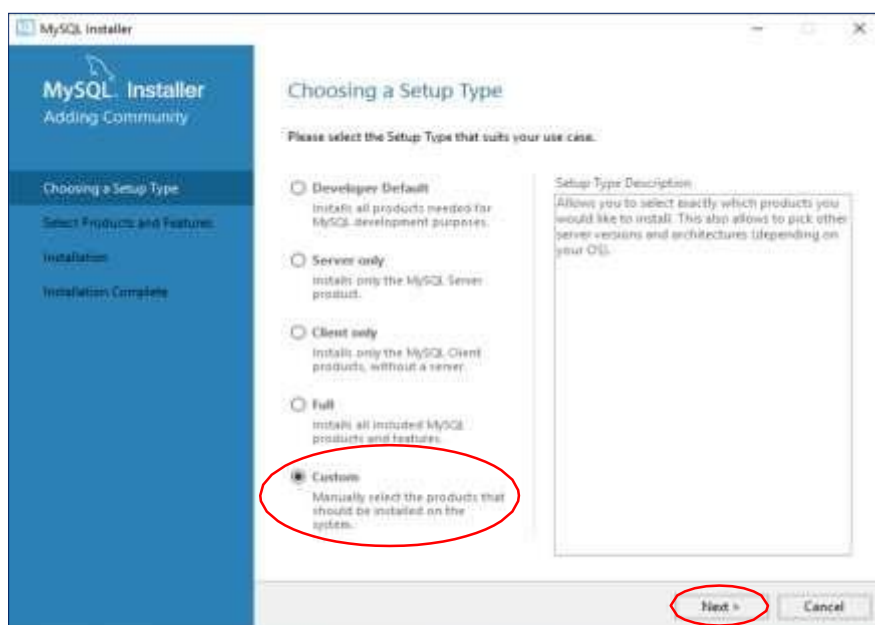 MySQL Installer
MySQL. Installer
Adding Community
Choosing a Setup Type
Select Products and Features
Installation
Installation Complete
Choosing a Setup Type
Please select the Setup Type that suits your use case.
Developer Default
Installs all products needed for
MySQL development purposes.
Server only
Installs only the MySQL Server
product.
Client only
Installs only the MySQL Client
products, without a server.
Full
Installs all included MySQL
products and features.
Custom
Manually select the products that
should be installed on the
system.
Setup Type Description
Allows you to select exactly which products you
would like to install. This also allows to pick other
server versions and architectures (depending on
your OS).
Next >
Cancel